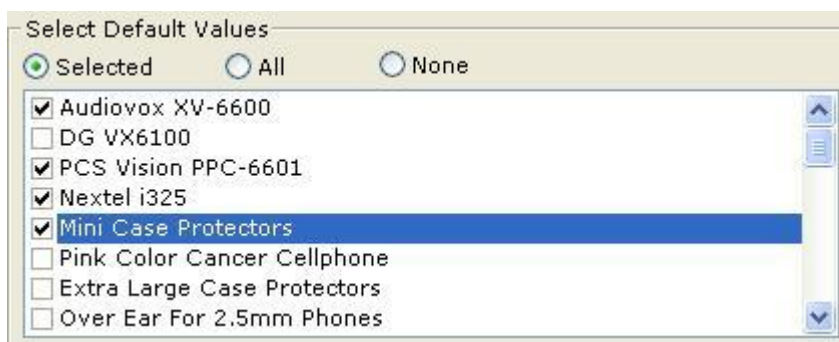 Select Default Values
Selected All None
Audiovox XV-6600
DG VX6100
PCS Vision PPC-6601
Nextel i325
Mini Case Protectors
Pink Color Cancer Cellphone
Extra Large Case Protectors
Over Ear For 2.5mm Phones